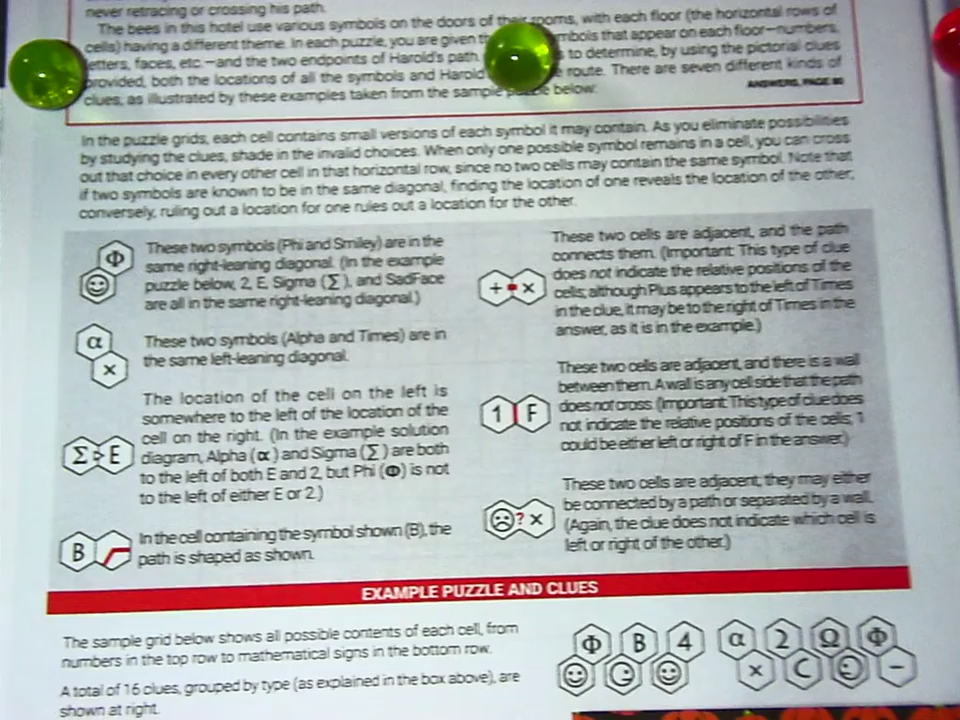 never retracing or crossing his path.
The bees in this hotel use various symbols on the doors of their rooms, with each floor (the horizontal rows of
cells) having a different theme. In each puzzle, you are given the symbols that appear on each floor—numbers,
letters, faces, etc.—and the two endpoints of Harold's path. to determine, by using the pictorial clues
provided, both the locations of all the symbols and Harold route. There are seven different kinds of
clues, as illustrated by these examples taken from the sample puzzle below.
ANSWERS, PAGE
In the puzzle grids, each cell contains small versions of each symbol it may contain. As you eliminate possibilities
by studying the clues, shade in the invalid choices. When only one possible symbol remains in a cell, you can cross
out that choice in every other cell in that horizontal row, since no two cells may contain the same symbol. Note that
if two symbols are known to be in the same diagonal, finding the location of one reveals the location of the other;
conversely, ruling out a location for one rules out a location for the other.
Φ
These two symbols (Phi and Smiley) are in the
same right-leaning diagonal. (In the example
puzzle below, 2, E, Sigma (Σ), and SadFace
are all in the same right-leaning diagonal.)
α
x
These two symbols (Alpha and Times) are in
the same left-leaning diagonal.
Σ > E
The location of the cell on the left is
somewhere to the left of the location of the
cell on the right. (In the example solution
diagram, Alpha (α) and Sigma (Σ) are both
to the left of both E and 2, but Phi (Φ) is not
to the left of either E or 2.)
B
In the cell containing the symbol shown (B), the
path is shaped as shown.
+ x
These two cells are adjacent, and the path
connects them. (Important: This type of clue
does not indicate the relative positions of the
cells; although Plus appears to the left of Times
in the clue, it may be to the right of Times in the
answer, as it is in the example.)
1 F
These two cells are adjacent, and there is a wall
between them. A wall is any cell side that the path
does not cross. (Important: This type of clue does
not indicate the relative positions of the cells; 1
could be either left or right of F in the answer.)
? x
These two cells are adjacent; they may either
be connected by a path or separated by a wall.
(Again, the clue does not indicate which cell is
left or right of the other.)
EXAMPLE PUZZLE AND CLUES
The sample grid below shows all possible contents of each cell, from
numbers in the top row to mathematical signs in the bottom row.
A total of 16 clues, grouped by type (as explained in the box above), are
shown at right.
Φ B 4 α 2 Ω Φ
x C −